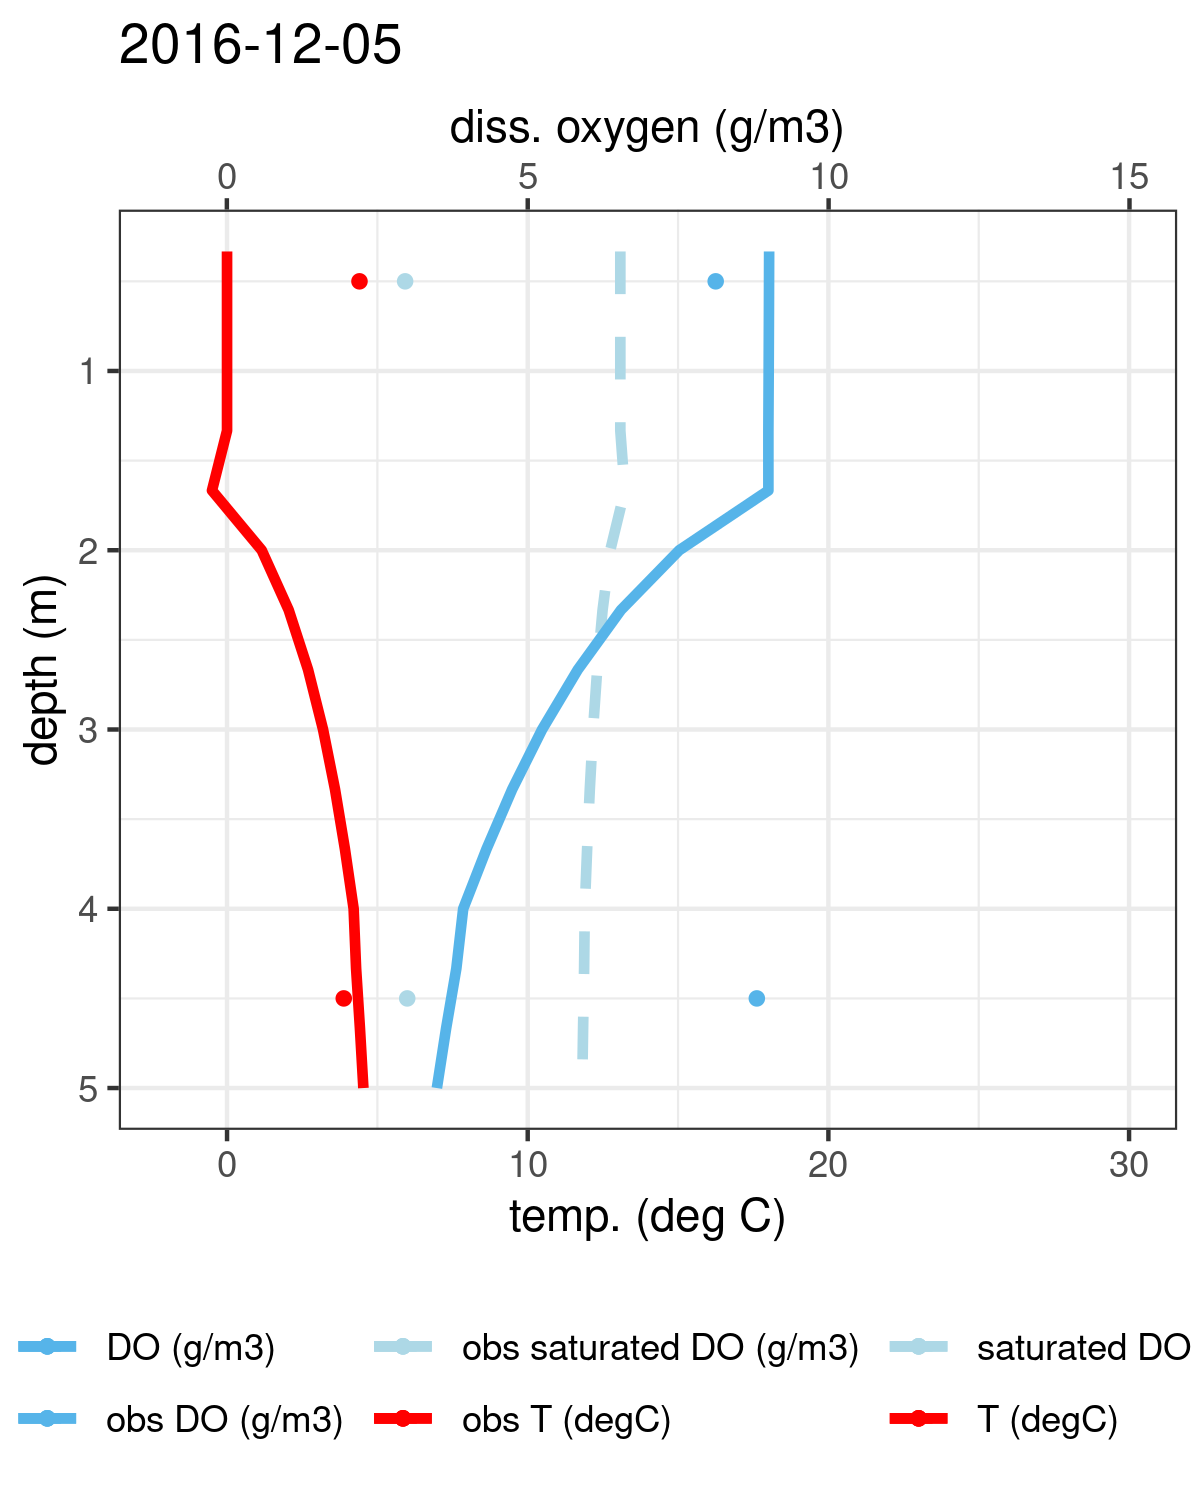 2016-12-05
diss. oxygen (g/m3)
0 5 10 15
depth (m)
1
2
3
4
5
0 10 20 30
temp. (deg C)
DO (g/m3) obs saturated DO (g/m3) saturated DO
obs DO (g/m3) obs T (degC) T (degC)